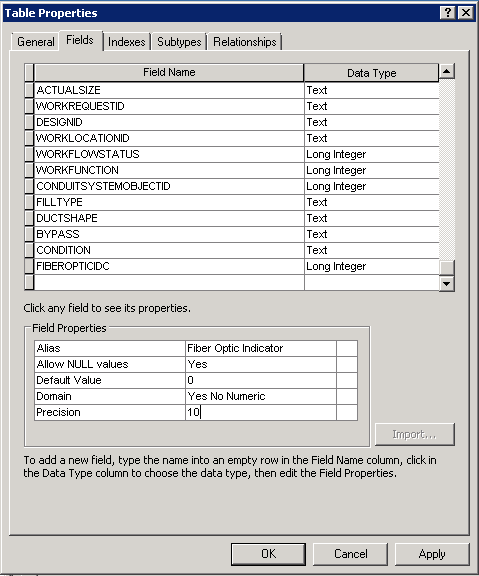 Table Properties
General Fields Indexes Subtypes Relationships
Field Name Data Type
ACTUALSIZE Text
WORKREQUESTID Text
DESIGNID Text
WORKLOCATIONID Text
WORKFLOWSTATUS Long Integer
WORKFUNCTION Long Integer
CONDUITSYSTEMOBJECTID Long Integer
FILLTYPE Text
DUCTSHAPE Text
BYPASS Text
CONDITION Text
FIBEROPTICIDC Long Integer
Click any field to see its properties.
Field Properties
Alias Fiber Optic Indicator
Allow NULL values Yes
Default Value 0
Domain Yes No Numeric
Precision 10
Import...
To add a new field, type the name into an empty row in the Field Name column, click in
the Data Type column to choose the data type, then edit the Field Properties.
OK Cancel Apply